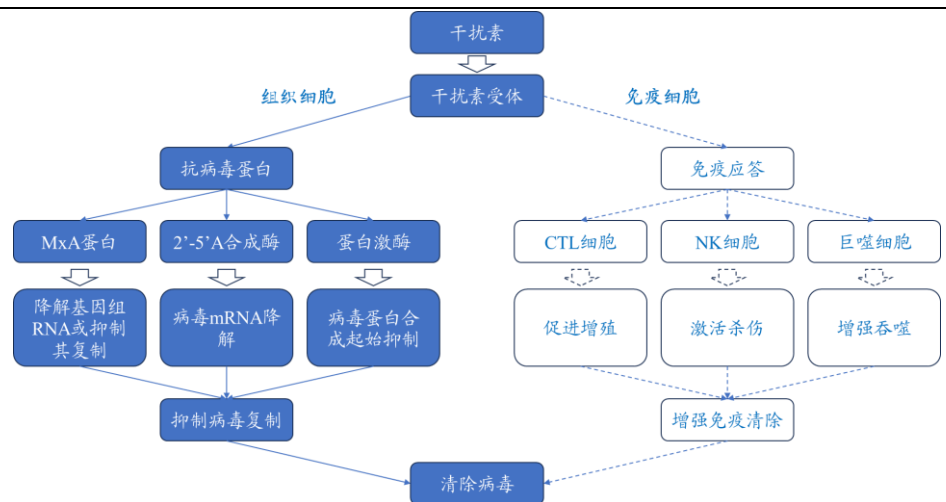 干扰素
组织细胞
干扰素受体
免疫细胞
抗病毒蛋白
免疫应答
MxA蛋白
2’-5’A合成酶
蛋白激酶
CTL细胞
NK细胞
巨噬细胞
降解基因组
RNA或抑制
其复制
病毒mRNA降
解
病毒蛋白合
成起始抑制
促进增殖
激活杀伤
增强吞噬
抑制病毒复制
增强免疫清除
清除病毒